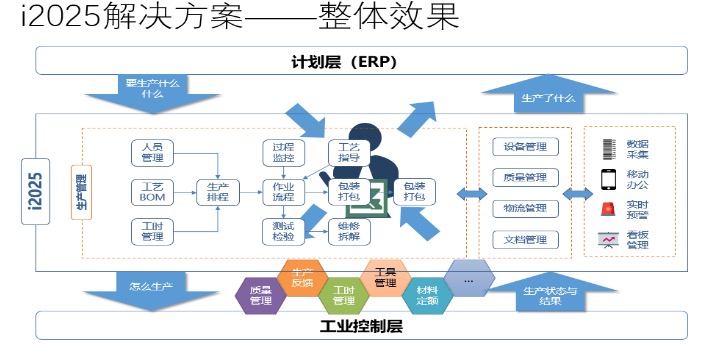 i2025解决方案——整体效果
计划层（ERP）
要生产什么
什么
生产了什么
i2025
生产管理
人员
管理
工艺
BOM
工时
管理
生产
排程
过程
监控
作业
流程
测试
检验
工艺
指导
包装
打包
维修
拆解
包装
打包
设备管理
质量管理
物流管理
文档管理
数据
采集
移动
办公
实时
预警
看板
管理
怎么生产
质量
管理
生产
反馈
工时
管理
工具
管理
材料
定额
...
生产状态与
结果
工业控制层